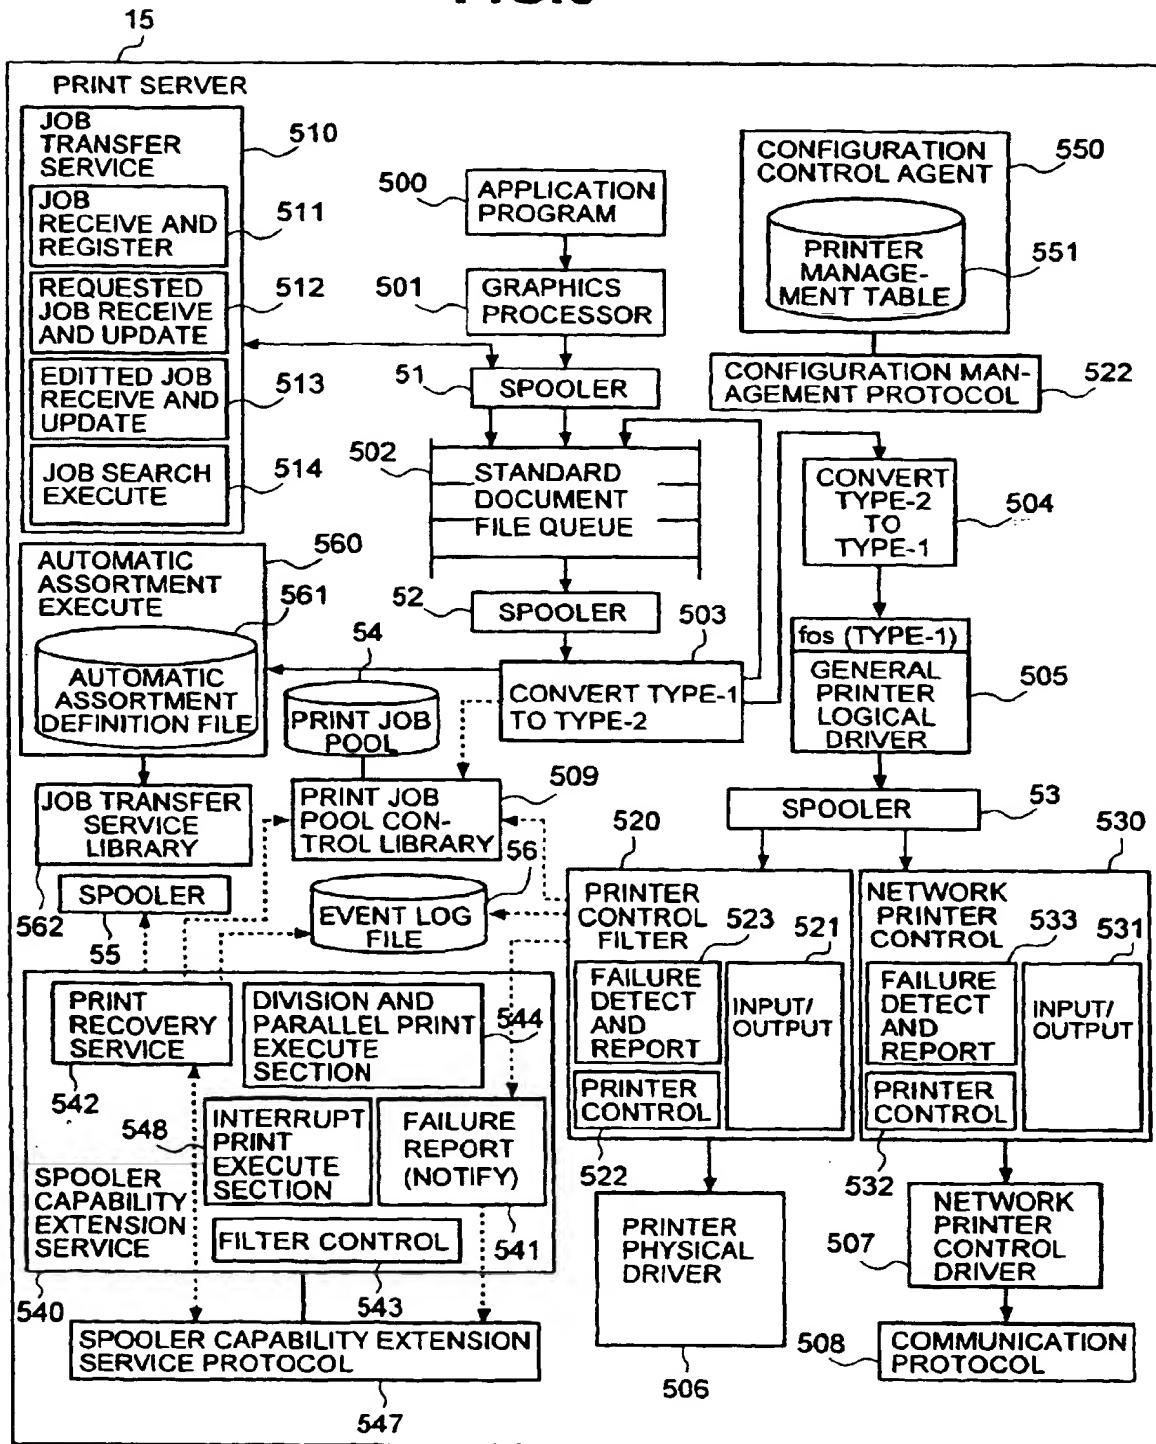 15
PRINT SERVER
JOB
TRANSFER
SERVICE
510
JOB
RECEIVE AND
REGISTER
511
REQUESTED
JOB RECEIVE
AND UPDATE
512
EDITTED JOB
RECEIVE AND
UPDATE
513
JOB SEARCH
EXECUTE
514
500
APPLICATION
PROGRAM
501
GRAPHICS
PROCESSOR
51
SPOOLER
502
STANDARD
DOCUMENT
FILE QUEUE
52
SPOOLER
503
CONVERT TYPE-1
TO TYPE-2
CONFIGURATION
CONTROL AGENT
550
PRINTER
MANAGE-
MENT TABLE
551
CONFIGURATION MAN-
AGEMENT PROTOCOL
522
CONVERT
TYPE-2
TO
TYPE-1
504
fos (TYPE-1)
GENERAL
PRINTER
LOGICAL
DRIVER
505
SPOOLER
53
AUTOMATIC
ASSORTMENT
EXECUTE
560
561
AUTOMATIC
ASSORTMENT
DEFINITION FILE
54
PRINT JOB
POOL
JOB TRANSFER
SERVICE
LIBRARY
562
PRINT JOB
POOL CON-
TROL LIBRARY
509
SPOOLER
55
56
EVENT LOG
FILE
520
PRINTER
CONTROL
FILTER
523
521
FAILURE
DETECT
AND
REPORT
INPUT/
OUTPUT
PRINTER
CONTROL
522
530
NETWORK
PRINTER
CONTROL
533
531
FAILURE
DETECT
AND
REPORT
INPUT/
OUTPUT
PRINTER
CONTROL
532
PRINT
RECOVERY
SERVICE
542
DIVISION AND
PARALLEL PRINT
EXECUTE
SECTION
544
548
INTERRUPT
PRINT
EXECUTE
SECTION
FAILURE
REPORT
(NOTIFY)
541
SPOOLER
CAPABILITY
EXTENSION
SERVICE
540
FILTER CONTROL
543
SPOOLER CAPABILITY EXTENSION
SERVICE PROTOCOL
547
PRINTER
PHYSICAL
DRIVER
506
507
NETWORK
PRINTER
CONTROL
DRIVER
508
COMMUNICATION
PROTOCOL